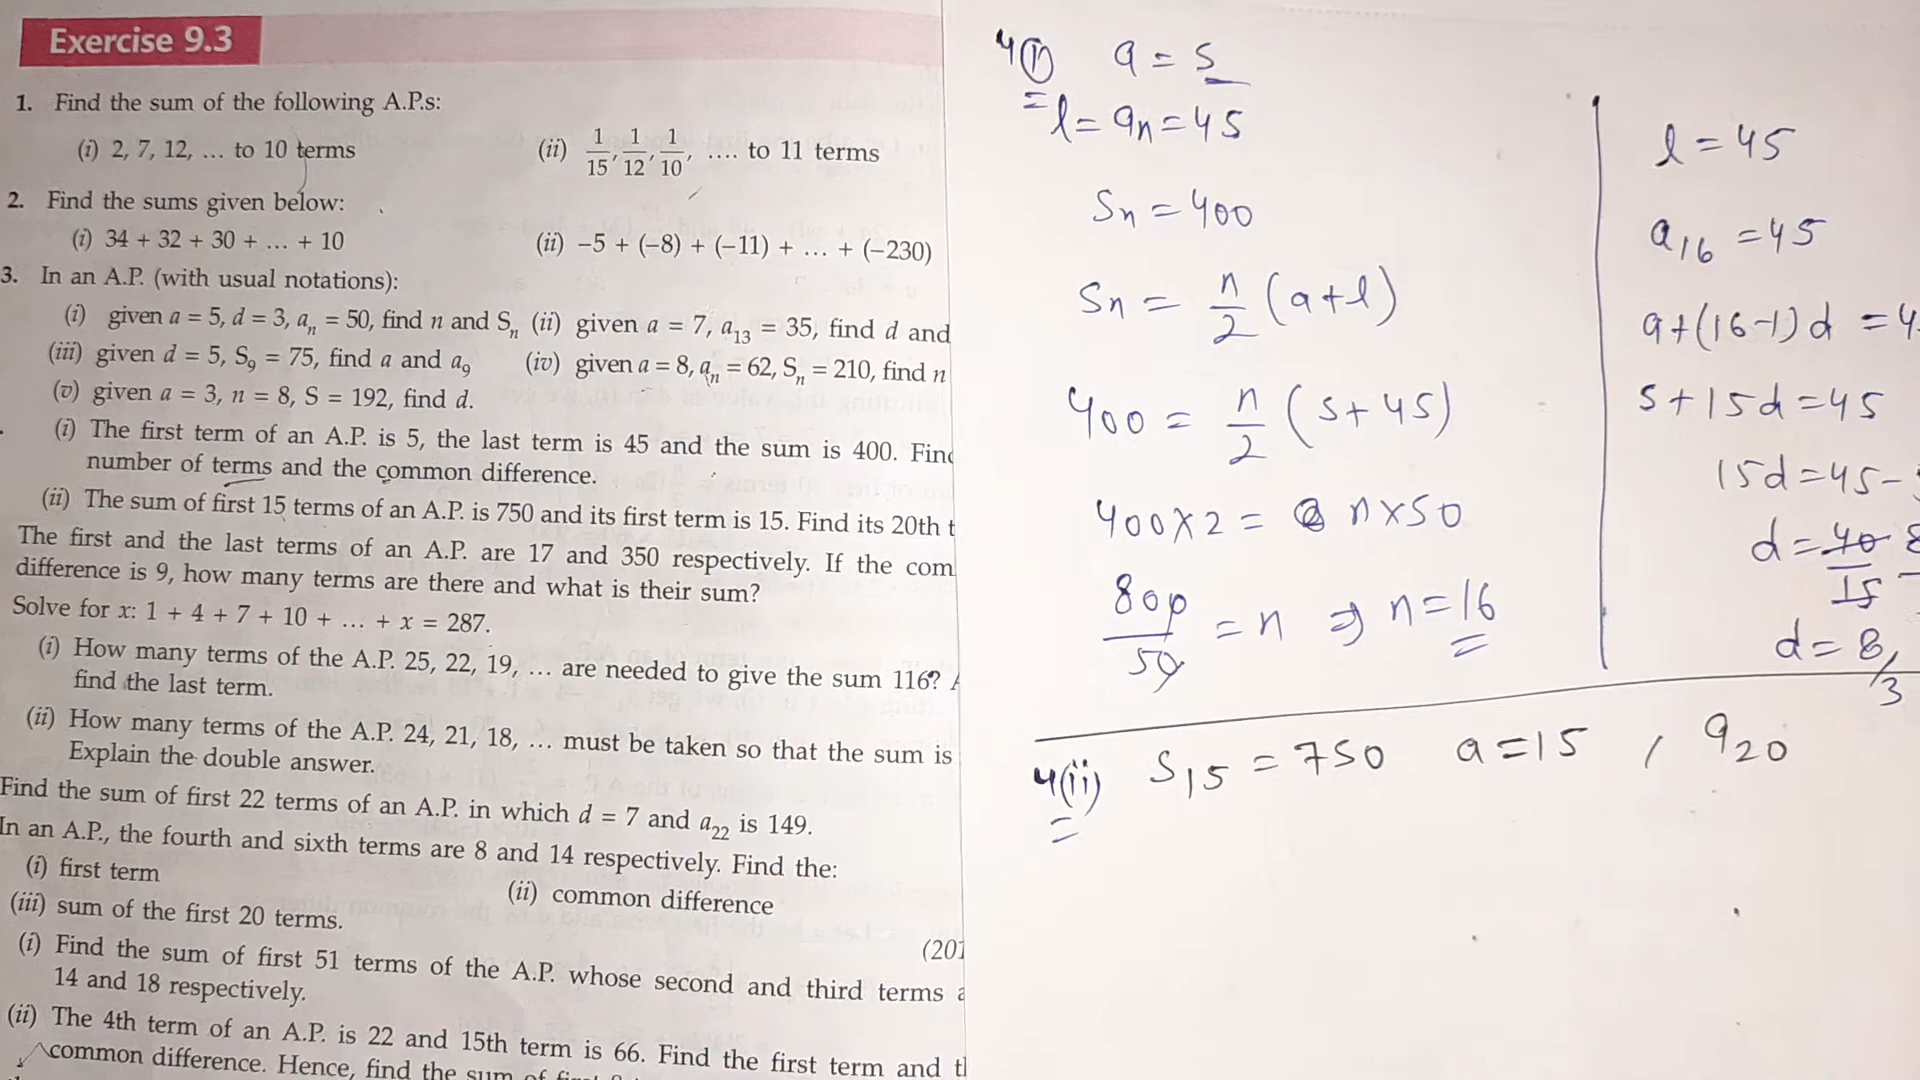 Exercise 9.3
1. Find the sum of the following A.P.s:
(i) 2, 7, 12, ... to 10 terms (ii) 1/15, 1/12, 1/10, .... to 11 terms
2. Find the sums given below:
(i) 34 + 32 + 30 + ... + 10 (ii) −5 + (−8) + (−11) + ... + (−230)
3. In an A.P. (with usual notations):
(i) given a = 5, d = 3, aₙ = 50, find n and Sₙ (ii) given a = 7, a₁₃ = 35, find d and
(iii) given d = 5, S₉ = 75, find a and a₉ (iv) given a = 8, aₙ = 62, Sₙ = 210, find n
(v) given a = 3, n = 8, S = 192, find d.
(i) The first term of an A.P. is 5, the last term is 45 and the sum is 400. Find
number of terms and the common difference.
(ii) The sum of first 15 terms of an A.P. is 750 and its first term is 15. Find its 20th t
The first and the last terms of an A.P. are 17 and 350 respectively. If the com
difference is 9, how many terms are there and what is their sum?
Solve for x: 1 + 4 + 7 + 10 + ... + x = 287.
(i) How many terms of the A.P. 25, 22, 19, ... are needed to give the sum 116?
find the last term.
(ii) How many terms of the A.P. 24, 21, 18, ... must be taken so that the sum is
Explain the double answer.
Find the sum of first 22 terms of an A.P. in which d = 7 and a₂₂ is 149.
In an A.P., the fourth and sixth terms are 8 and 14 respectively. Find the:
(i) first term (ii) common difference
(iii) sum of the first 20 terms.
(201
(i) Find the sum of first 51 terms of the A.P. whose second and third terms a
14 and 18 respectively.
(ii) The 4th term of an A.P. is 22 and 15th term is 66. Find the first term and t
common difference. Hence, find the sum of first
4(i) a = 5
l = aₙ = 45
Sₙ = 400
Sₙ = n/2 (a+l)
400 = n/2 (5+45)
400×2 = n×50
800/50 = n ⇒ n = 16
l = 45
a₁₆ = 45
a+(16-1)d = 4
5+15d = 45
15d = 45-
d = 40/15 8
d = 8/3
4(ii) S₁₅ = 750 a = 15 , a₂₀